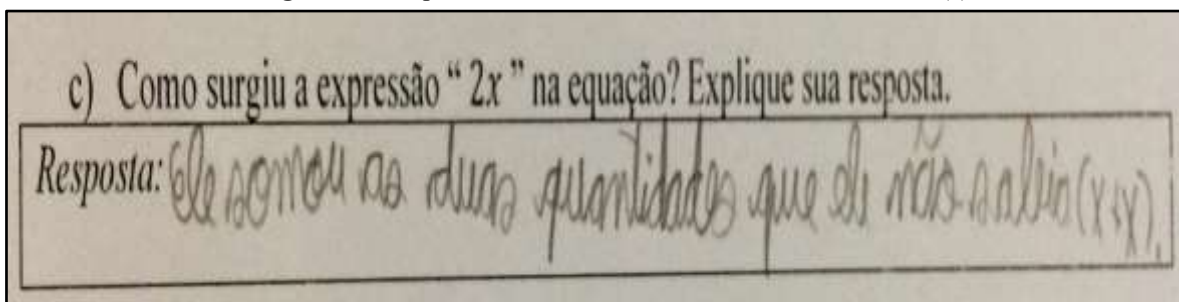 c) Como surgiu a expressão “ 2x ” na equação? Explique sua resposta.
Resposta: Ele somou as duas quantidades que ele não sabia (x+x).